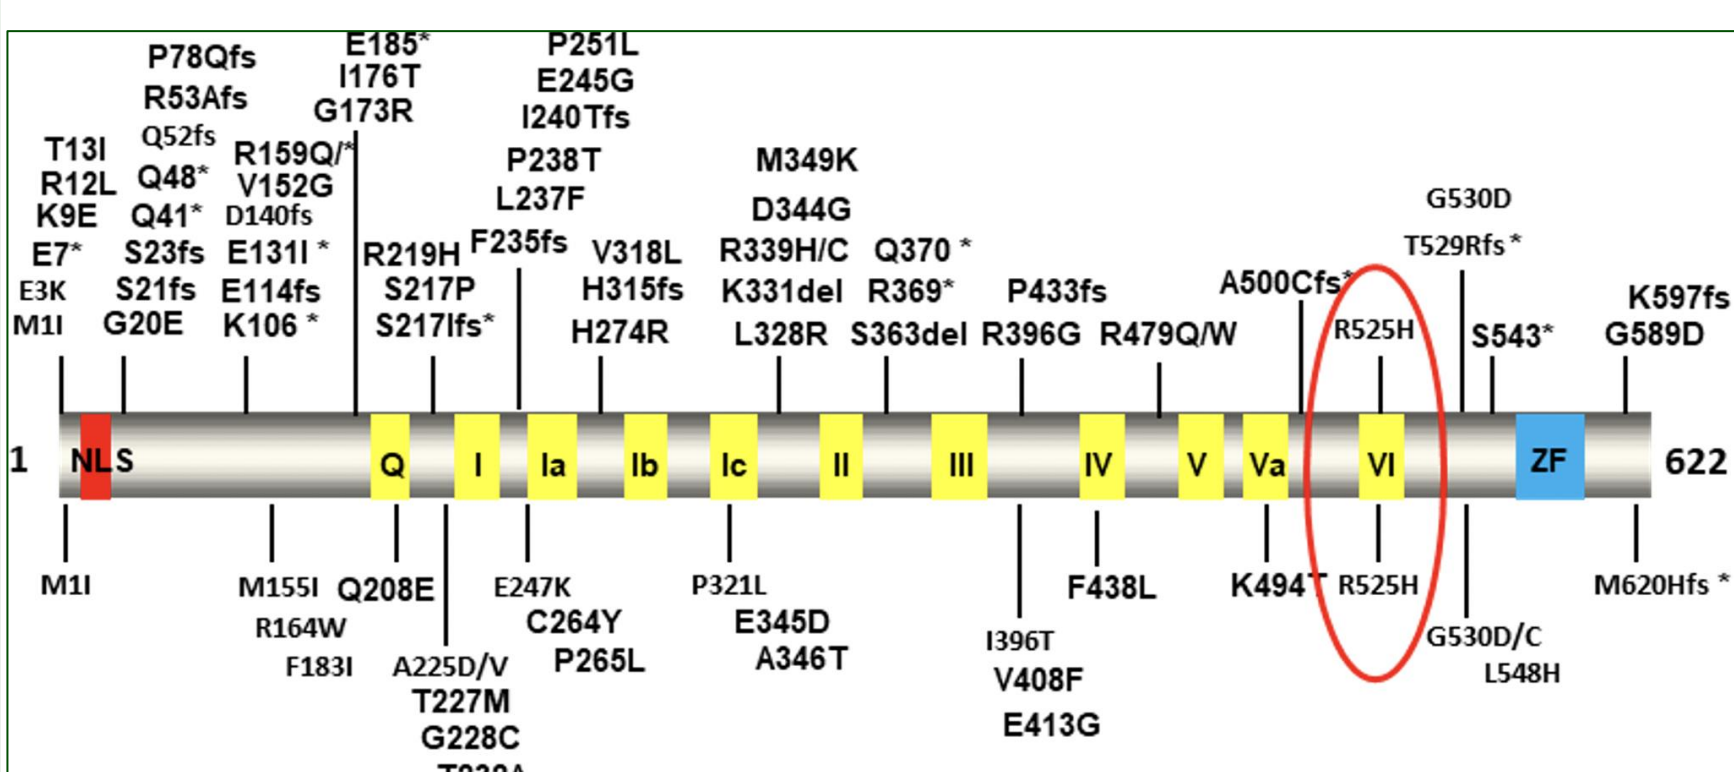 E185*
I176T
G173R
P251L
E245G
I240Tfs
P238T
L237F
F235fs
P78Qfs
R53Afs
Q52fs
Q48*
Q41*
S23fs
S21fs
G20E
T13I
R12L
K9E
E7*
E3K
M1I
R159Q/*
V152G
D140fs
E131I *
E114fs
K106 *
R219H
S217P
S217Ifs*
V318L
H315fs
H274R
M349K
D344G
R339H/C
K331del
L328R
Q370 *
R369*
S363del
P433fs
R396G
R479Q/W
A500Cfs*
R525H
G530D
T529Rfs*
S543*
K597fs
G589D
1 NLS Q I Ia Ib Ic II III IV V Va VI ZF 622
M1I
M155I
R164W
F183I
Q208E
A225D/V
T227M
G228C
E247K
C264Y
P265L
P321L
E345D
A346T
I396T
V408F
E413G
F438L
K494T
R525H
G530D/C
L548H
M620Hfs *